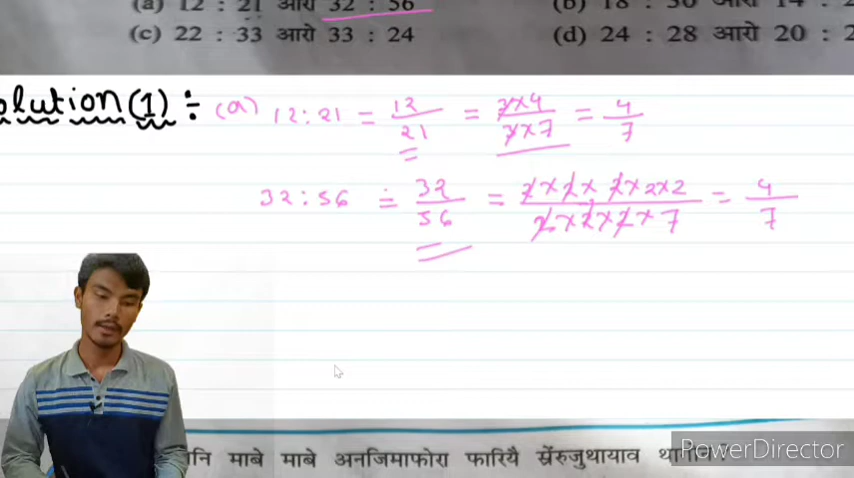 (a) 12 : 21 आरो 32 : 56 (b) 18 : 30 आरो 14 :
(c) 22 : 33 आरो 33 : 24 (d) 24 : 28 आरो 20 : 2
olution (1) ÷ (a) 12:21 = 12/21 = 3×4/3×7 = 4/7
32:56 = 32/56 = 2×2×2×2×2/2×2×2×7 = 4/7
नि माबे माबे अनजिमाफोरा फारियै
PowerDirector